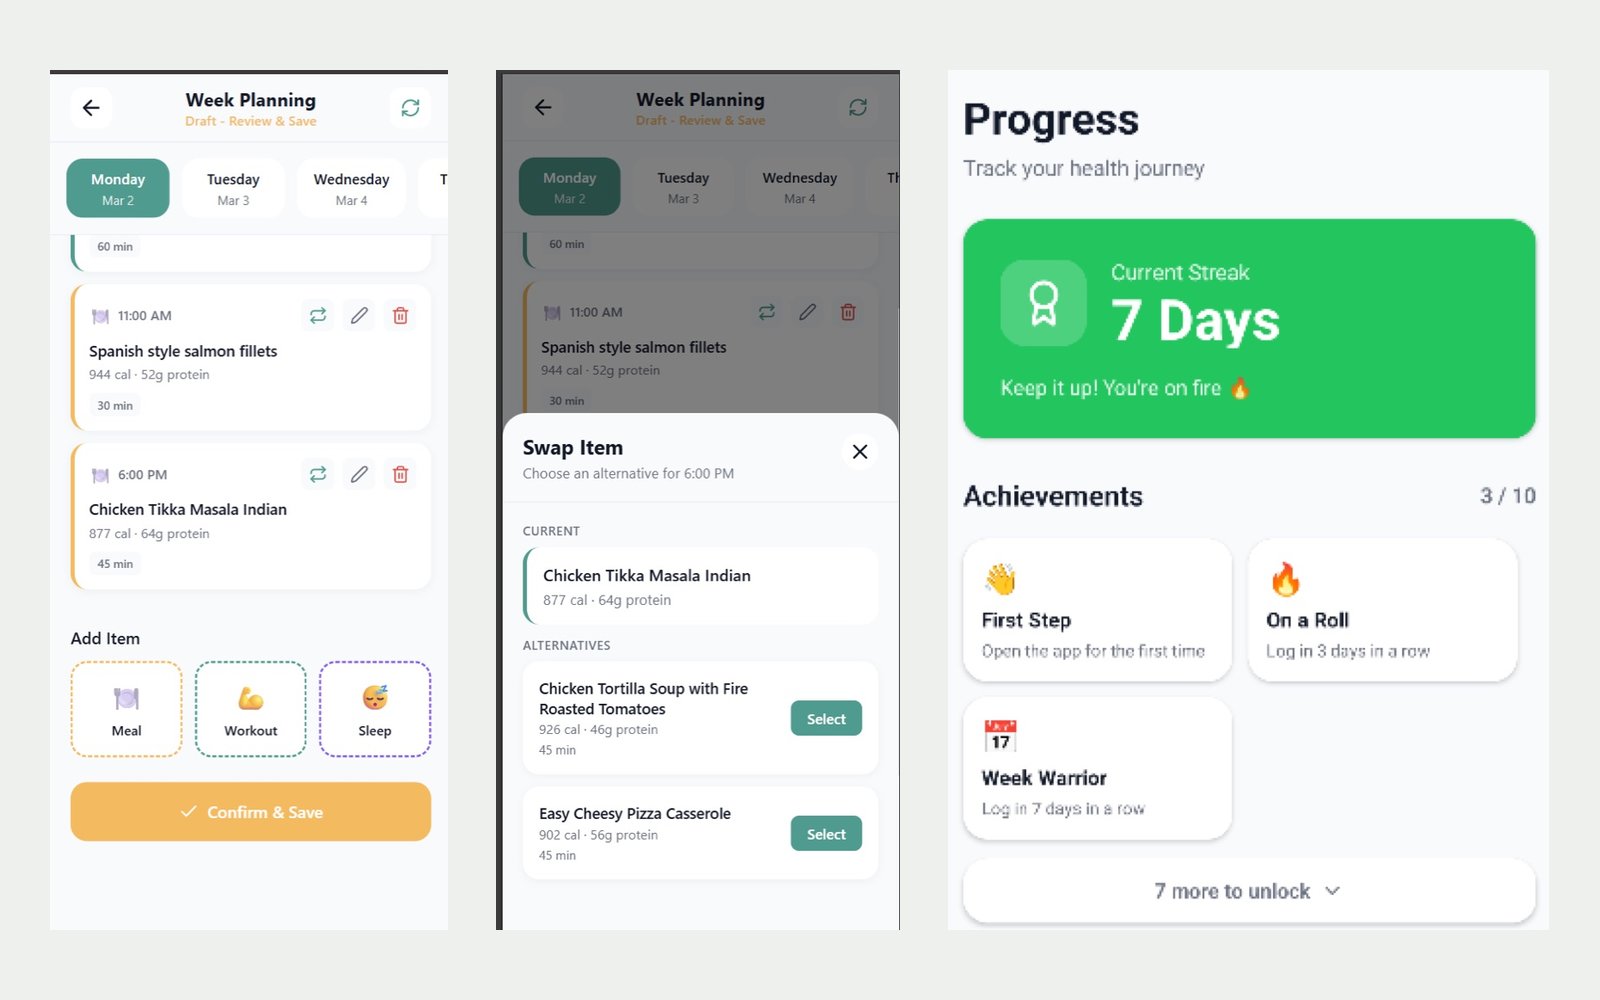 Week Planning
Draft - Review & Save
Monday
Mar 2
Tuesday
Mar 3
Wednesday
Mar 4
T
60 min
11:00 AM
Spanish style salmon fillets
944 cal · 52g protein
30 min
6:00 PM
Chicken Tikka Masala Indian
877 cal · 64g protein
45 min
Add Item
Meal
Workout
Sleep
Confirm & Save
Week Planning
Draft - Review & Save
Monday
Mar 2
Tuesday
Mar 3
Wednesday
Mar 4
Th
60 min
11:00 AM
Spanish style salmon fillets
944 cal · 52g protein
30 min
Swap Item
Choose an alternative for 6:00 PM
CURRENT
Chicken Tikka Masala Indian
877 cal · 64g protein
ALTERNATIVES
Chicken Tortilla Soup with Fire
Roasted Tomatoes
926 cal · 46g protein
45 min
Select
Easy Cheesy Pizza Casserole
902 cal · 56g protein
45 min
Select
Progress
Track your health journey
Current Streak
7 Days
Keep it up! You're on fire 🔥
Achievements
3 / 10
First Step
Open the app for the first time
On a Roll
Log in 3 days in a row
17
Week Warrior
Log in 7 days in a row
7 more to unlock